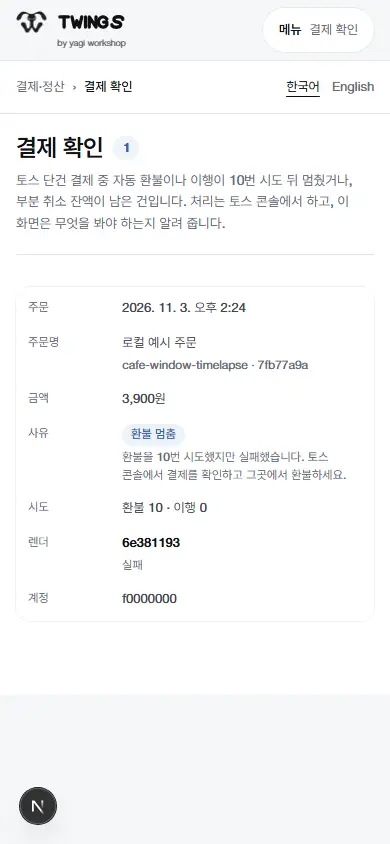 TWINGS
by yagi workshop
메뉴 결제 확인
결제·정산 › 결제 확인
한국어 English
결제 확인 1
토스 단건 결제 중 자동 환불이나 이행이 10번 시도 뒤 멈췄거나,
부분 취소 잔액이 남은 건입니다. 처리는 토스 콘솔에서 하고, 이
화면은 무엇을 봐야 하는지 알려 줍니다.
주문 2026. 11. 3. 오후 2:24
주문명 로컬 예시 주문
cafe-window-timelapse · 7fb77a9a
금액 3,900원
사유 환불 멈춤
환불을 10번 시도했지만 실패했습니다. 토스
콘솔에서 결제를 확인하고 그곳에서 환불하세요.
시도 환불 10 · 이행 0
렌더 6e381193
실패
계정 f0000000
N